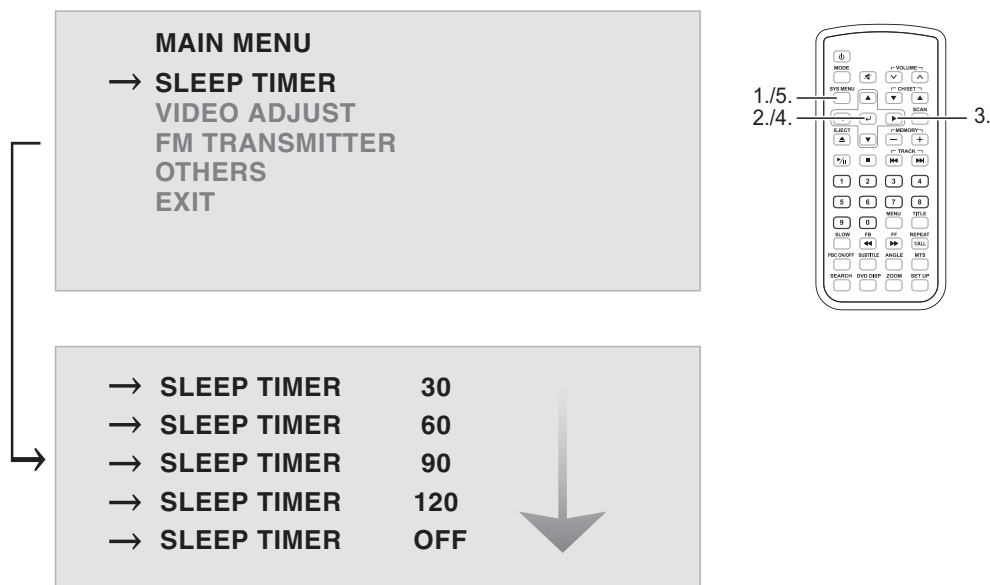 MAIN MENU
→ SLEEP TIMER
VIDEO ADJUST
FM TRANSMITTER
OTHERS
EXIT
→ SLEEP TIMER 30
→ SLEEP TIMER 60
→ SLEEP TIMER 90
→ SLEEP TIMER 120
→ SLEEP TIMER OFF
1./5.
2./4.
3.
MODE VOLUME
SYS MENU CH/SET
SCAN
EJECT MEMORY
− +
TRACK
1 2 3 4
5 6 7 8
MENU TITLE
9 0
SLOW FB FF REPEAT
1/ALL
PBC ON/OFF SUBTITLE ANGLE MTS
SEARCH DVD DISP ZOOM SET UP